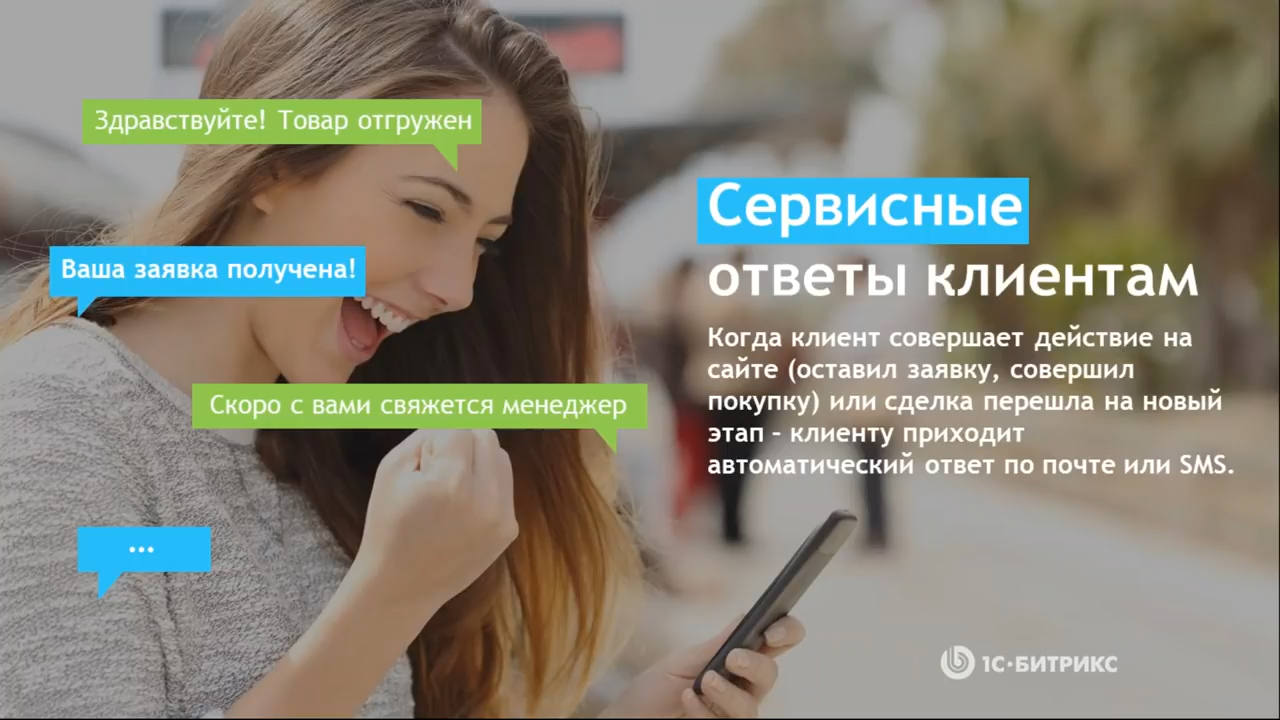 Здравствуйте! Товар отгружен
Ваша заявка получена!
Скоро с вами свяжется менеджер
...
Сервисные
ответы клиентам
Когда клиент совершает действие на
сайте (оставил заявку, совершил
покупку) или сделка перешла на новый
этап – клиенту приходит
автоматический ответ по почте или SMS.
1С·БИТРИКС